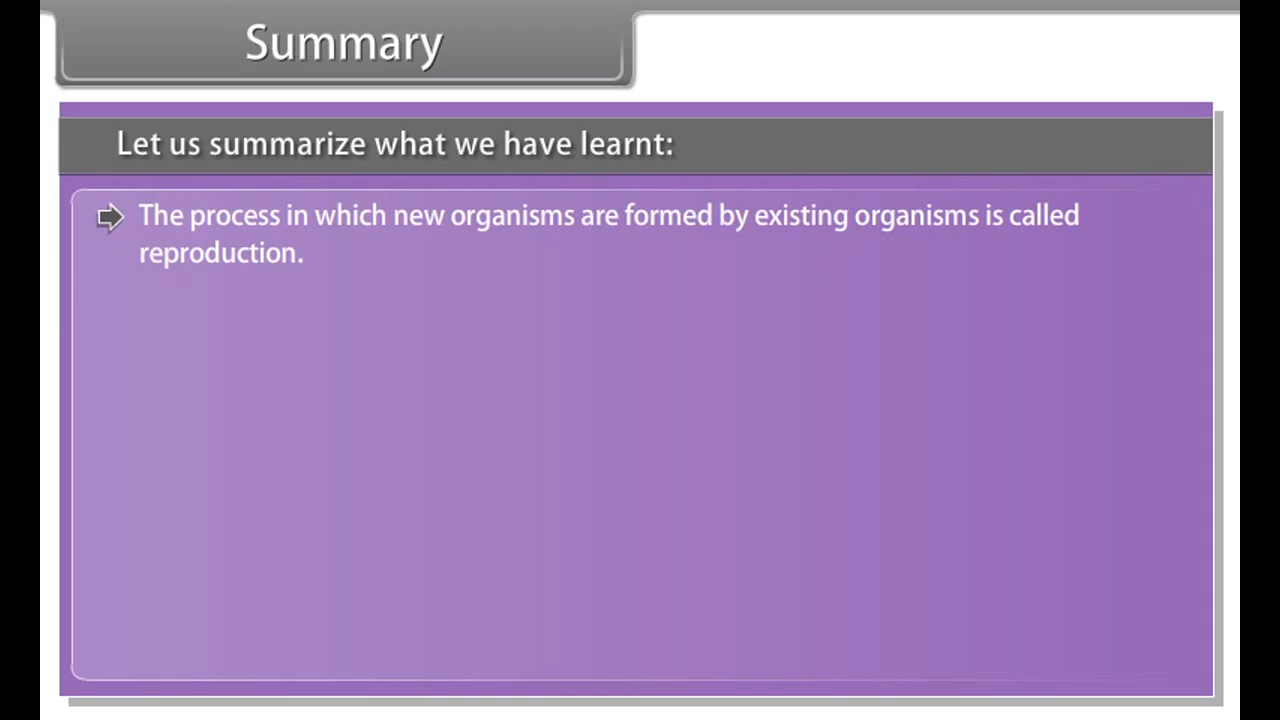 Summary
Let us summarize what we have learnt:
The process in which new organisms are formed by existing organisms is called
reproduction.